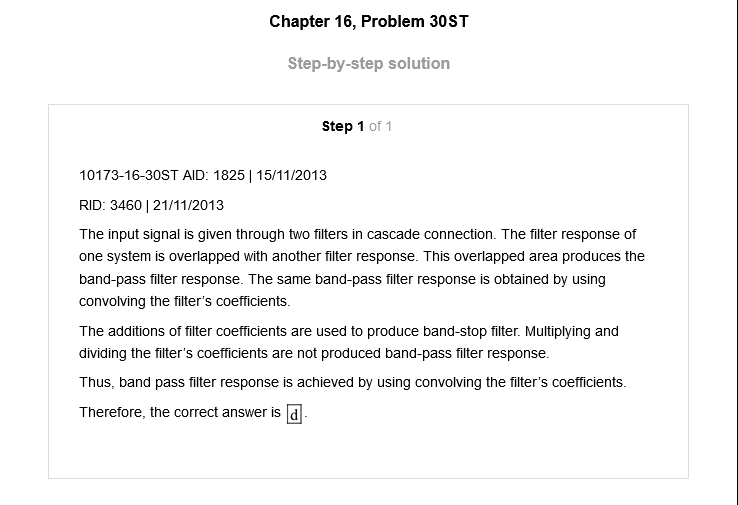 Chapter 16, Problem 30ST
Step-by-step solution
Step 1 of 1
10173-16-30ST AID: 1825 | 15/11/2013
RID: 3460 | 21/11/2013
The input signal is given through two filters in cascade connection. The filter response of
one system is overlapped with another filter response. This overlapped area produces the
band-pass filter response. The same band-pass filter response is obtained by using
convolving the filter’s coefficients.
The additions of filter coefficients are used to produce band-stop filter. Multiplying and
dividing the filter’s coefficients are not produced band-pass filter response.
Thus, band pass filter response is achieved by using convolving the filter’s coefficients.
Therefore, the correct answer is d.